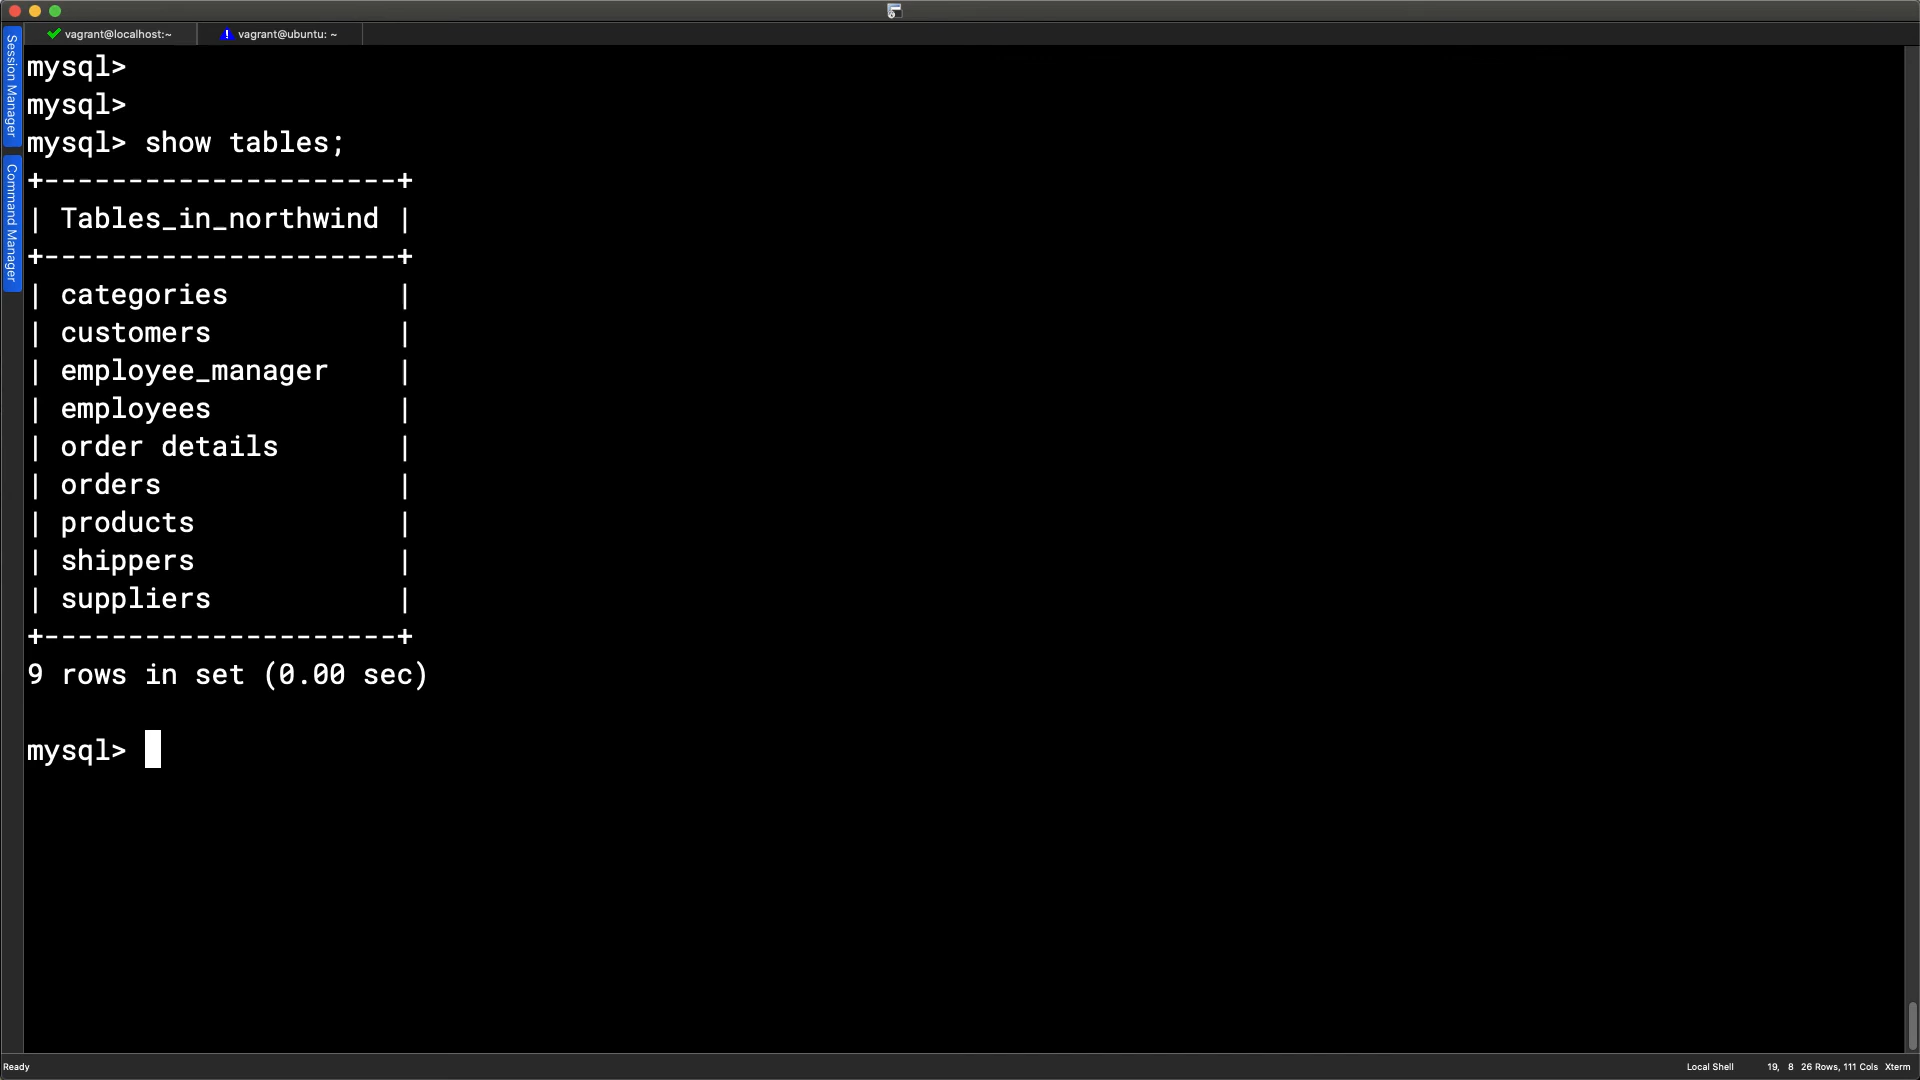 vagrant@localhost:~
! vagrant@ubuntu: ~
Session Manager
Command Manager
mysql>
mysql>
mysql> show tables;
+---------------------+
| Tables_in_northwind |
+---------------------+
| categories          |
| customers           |
| employee_manager    |
| employees           |
| order details       |
| orders              |
| products            |
| shippers            |
| suppliers           |
+---------------------+
9 rows in set (0.00 sec)
mysql>
Ready
Local Shell 19, 8 26 Rows, 111 Cols Xterm